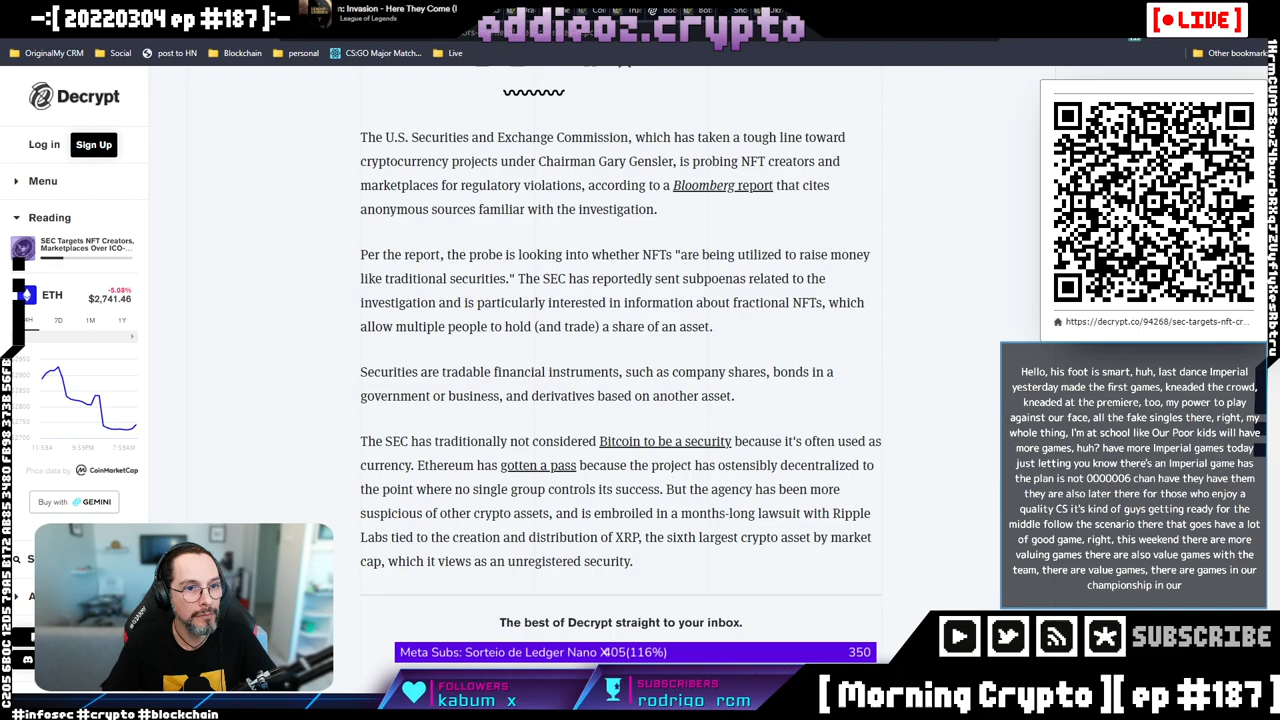 -:[ 20220304 ep #187 ]:-
n: Invasion - Here They Come (
League of Legends
eddieoz.crypto
[● LIVE ]
OriginalMy CRM
Social
post to HN
Blockchain
personal
CS:GO Major Match...
Live
Other bookmark
Decrypt
Log in
Sign Up
Menu
Reading
SEC Targets NFT Creators,
Marketplaces Over ICO-...
ETH
-5.08%
$2,741.46
7D
1M
1Y
2900
2800
2700
11:59A
9:59PM
7:53AM
Price data by CoinMarketCap
Buy with GEMINI
The U.S. Securities and Exchange Commission, which has taken a tough line toward
cryptocurrency projects under Chairman Gary Gensler, is probing NFT creators and
marketplaces for regulatory violations, according to a Bloomberg report that cites
anonymous sources familiar with the investigation.
Per the report, the probe is looking into whether NFTs "are being utilized to raise money
like traditional securities." The SEC has reportedly sent subpoenas related to the
investigation and is particularly interested in information about fractional NFTs, which
allow multiple people to hold (and trade) a share of an asset.
Securities are tradable financial instruments, such as company shares, bonds in a
government or business, and derivatives based on another asset.
The SEC has traditionally not considered Bitcoin to be a security because it's often used as
currency. Ethereum has gotten a pass because the project has ostensibly decentralized to
the point where no single group controls its success. But the agency has been more
suspicious of other crypto assets, and is embroiled in a months-long lawsuit with Ripple
Labs tied to the creation and distribution of XRP, the sixth largest crypto asset by market
cap, which it views as an unregistered security.
The best of Decrypt straight to your inbox.
https://decrypt.co/94268/sec-targets-nft-cr...
Hello, his foot is smart, huh, last dance Imperial
yesterday made the first games, kneaded the crowd,
kneaded at the premiere, too, my power to play
against our face, all the fake singles there, right, my
whole thing, I'm at school like Our Poor kids will have
more games, huh? have more Imperial games today
just letting you know there's an Imperial game has
the plan is not 0000006 chan have they have them
they are also later there for those who enjoy a
quality CS it's kind of guys getting ready for the
middle follow the scenario there that goes have a lot
of good game, right, this weekend there are more
valuing games there are also value games with the
team, there are value games, there are games in our
championship in our
Meta Subs: Sorteio de Ledger Nano X
405(116%)
350
FOLLOWERS
kabum_x
SUBSCRIBERS
rodrigo_rcm
SUBSCRIBE
[ Morning Crypto ][ ep #187 ]
#infosec #crypto #blockchain